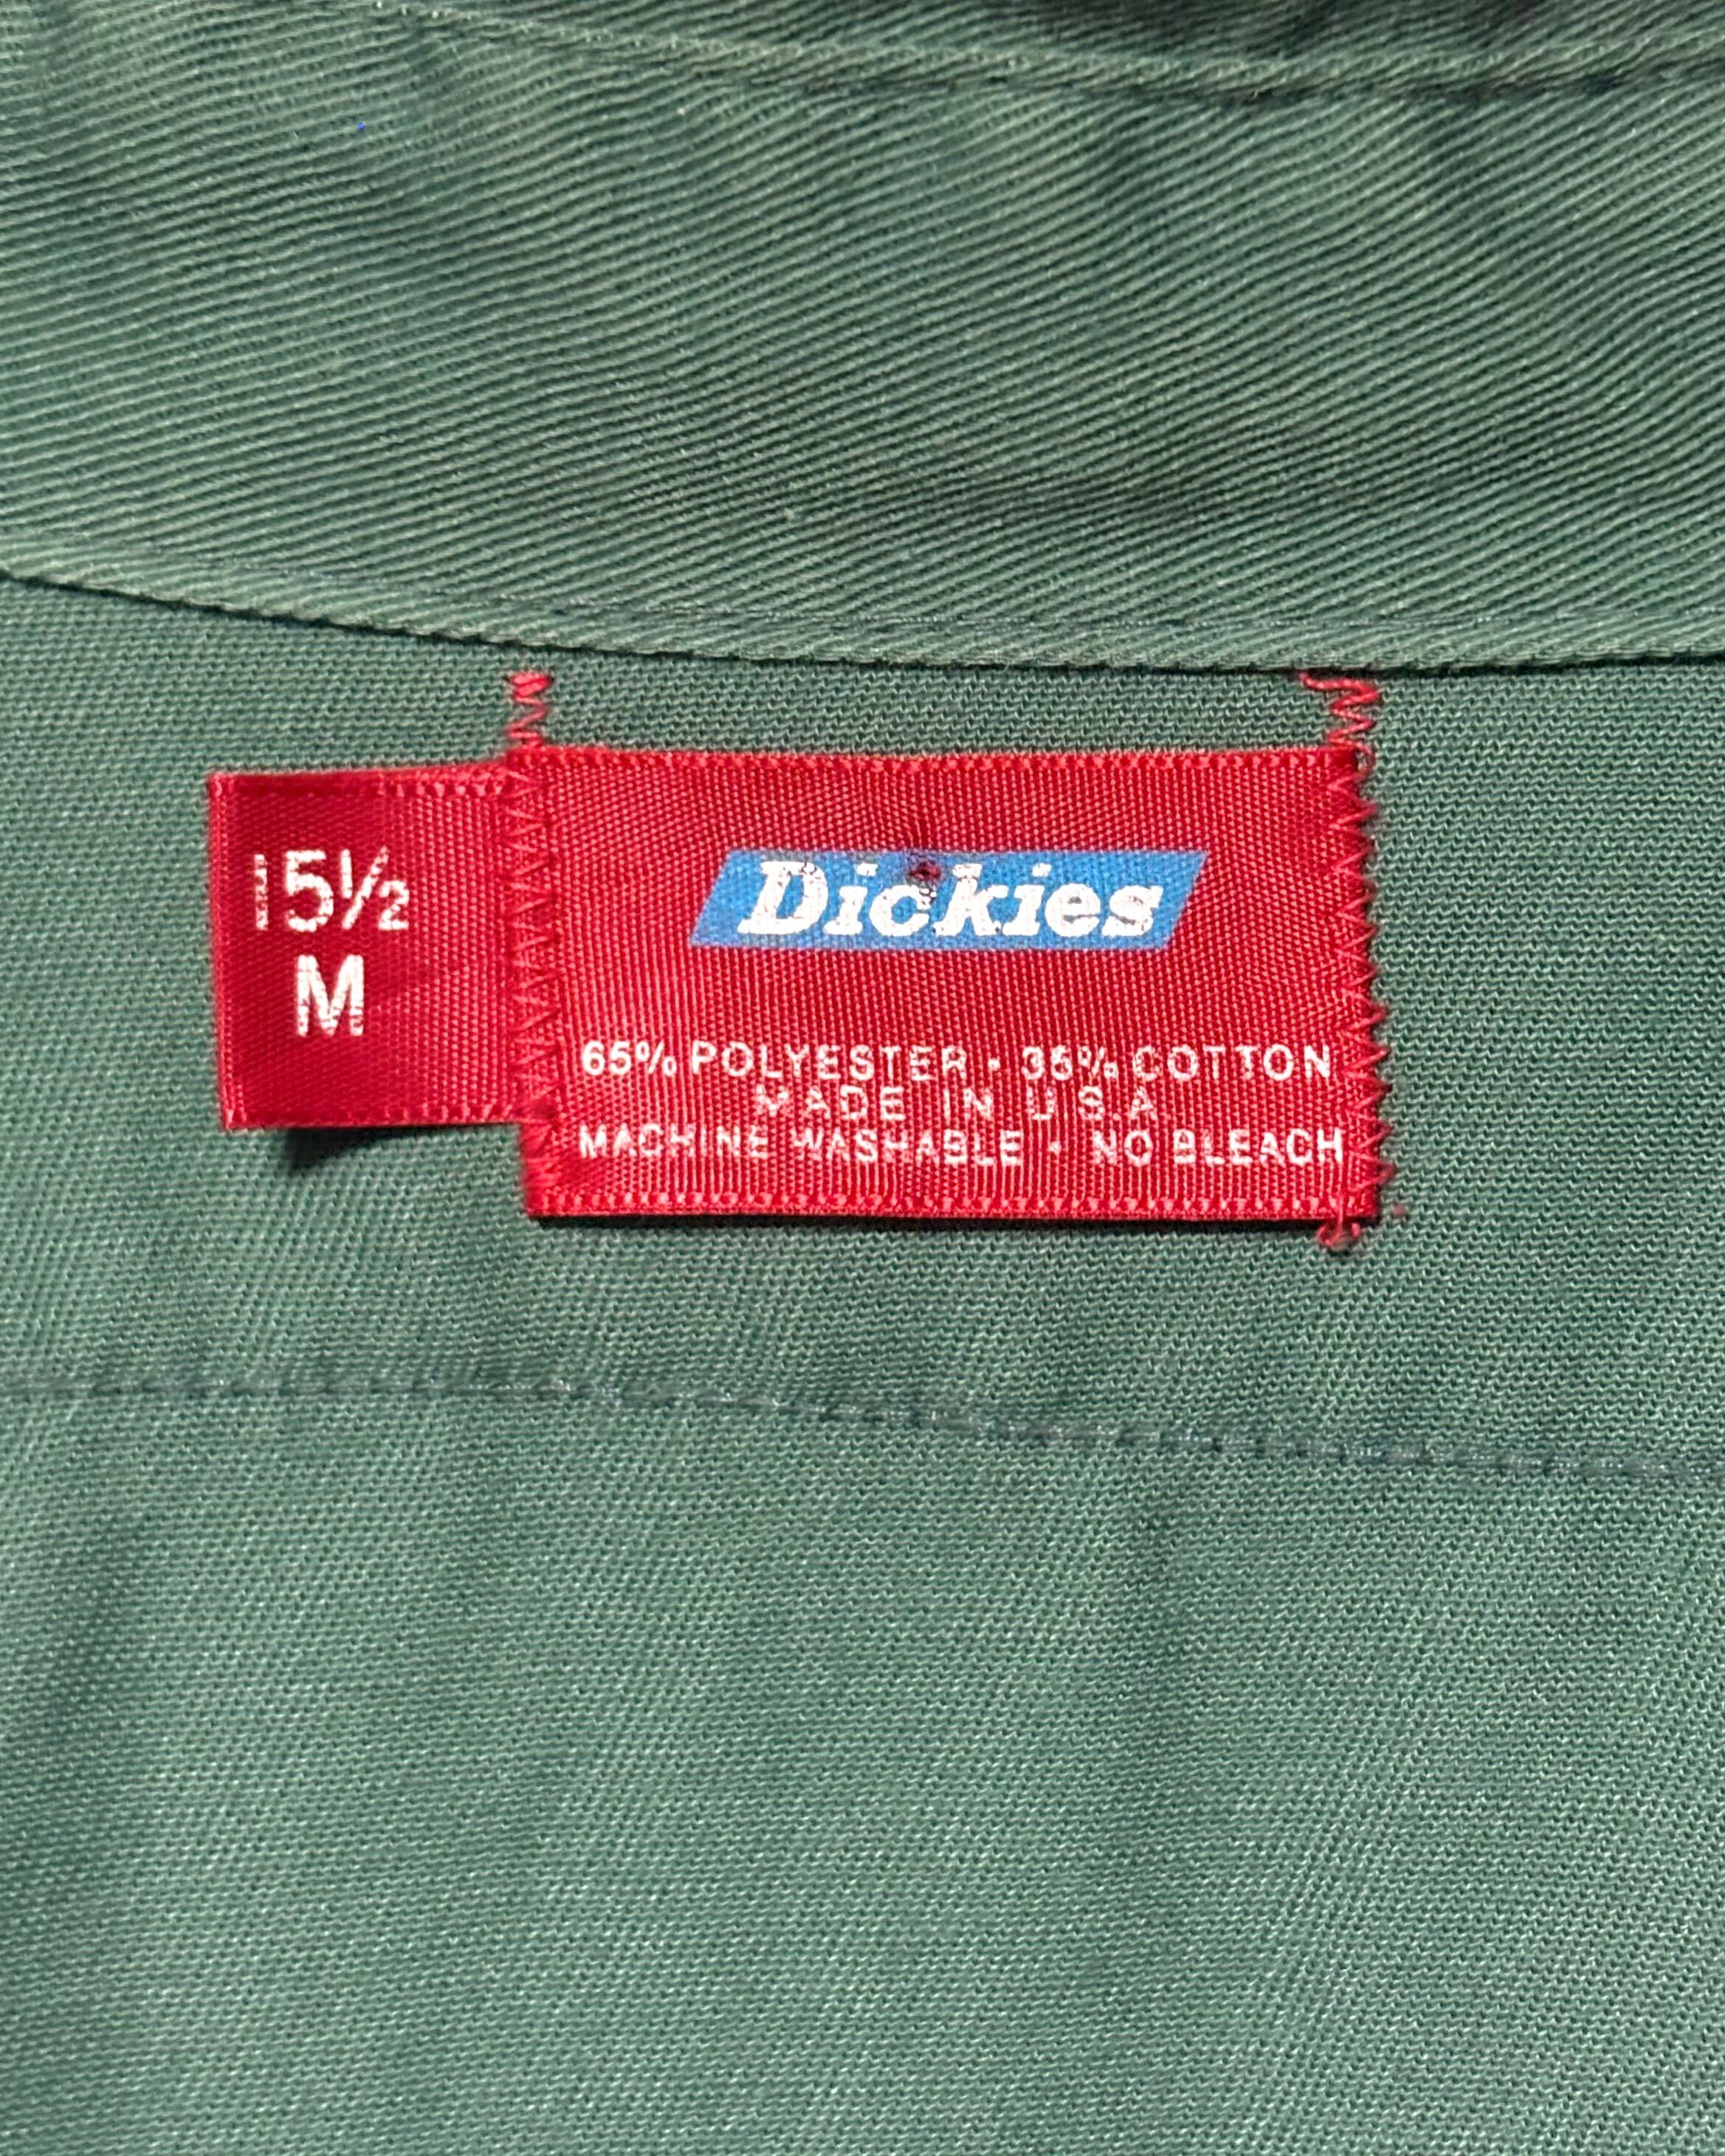 15½
M
Dickies
65% POLYESTER • 35% COTTON
MADE IN U.S.A.
MACHINE WASHABLE • NO BLEACH